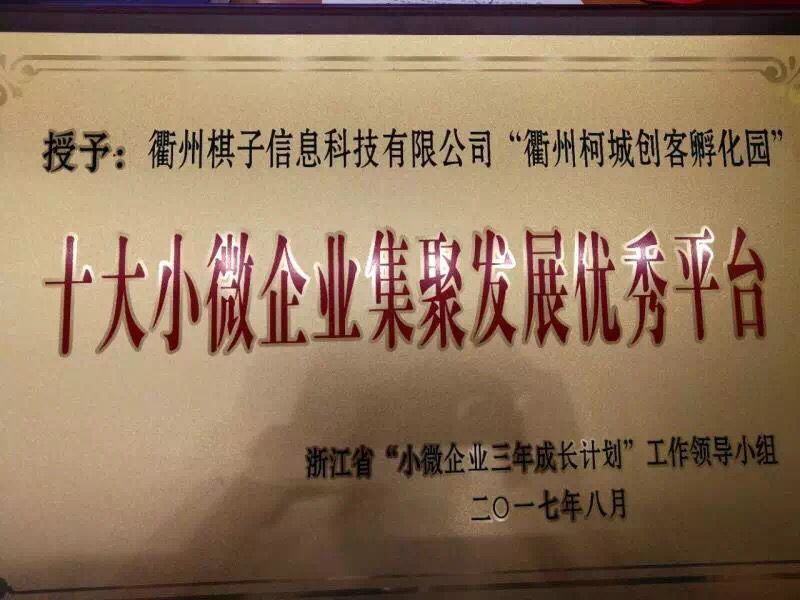 授予：衢州棋子信息科技有限公司“衢州柯城创客孵化园”
十大小微企业集聚发展优秀平台
浙江省“小微企业三年成长计划”工作领导小组
二〇一七年八月